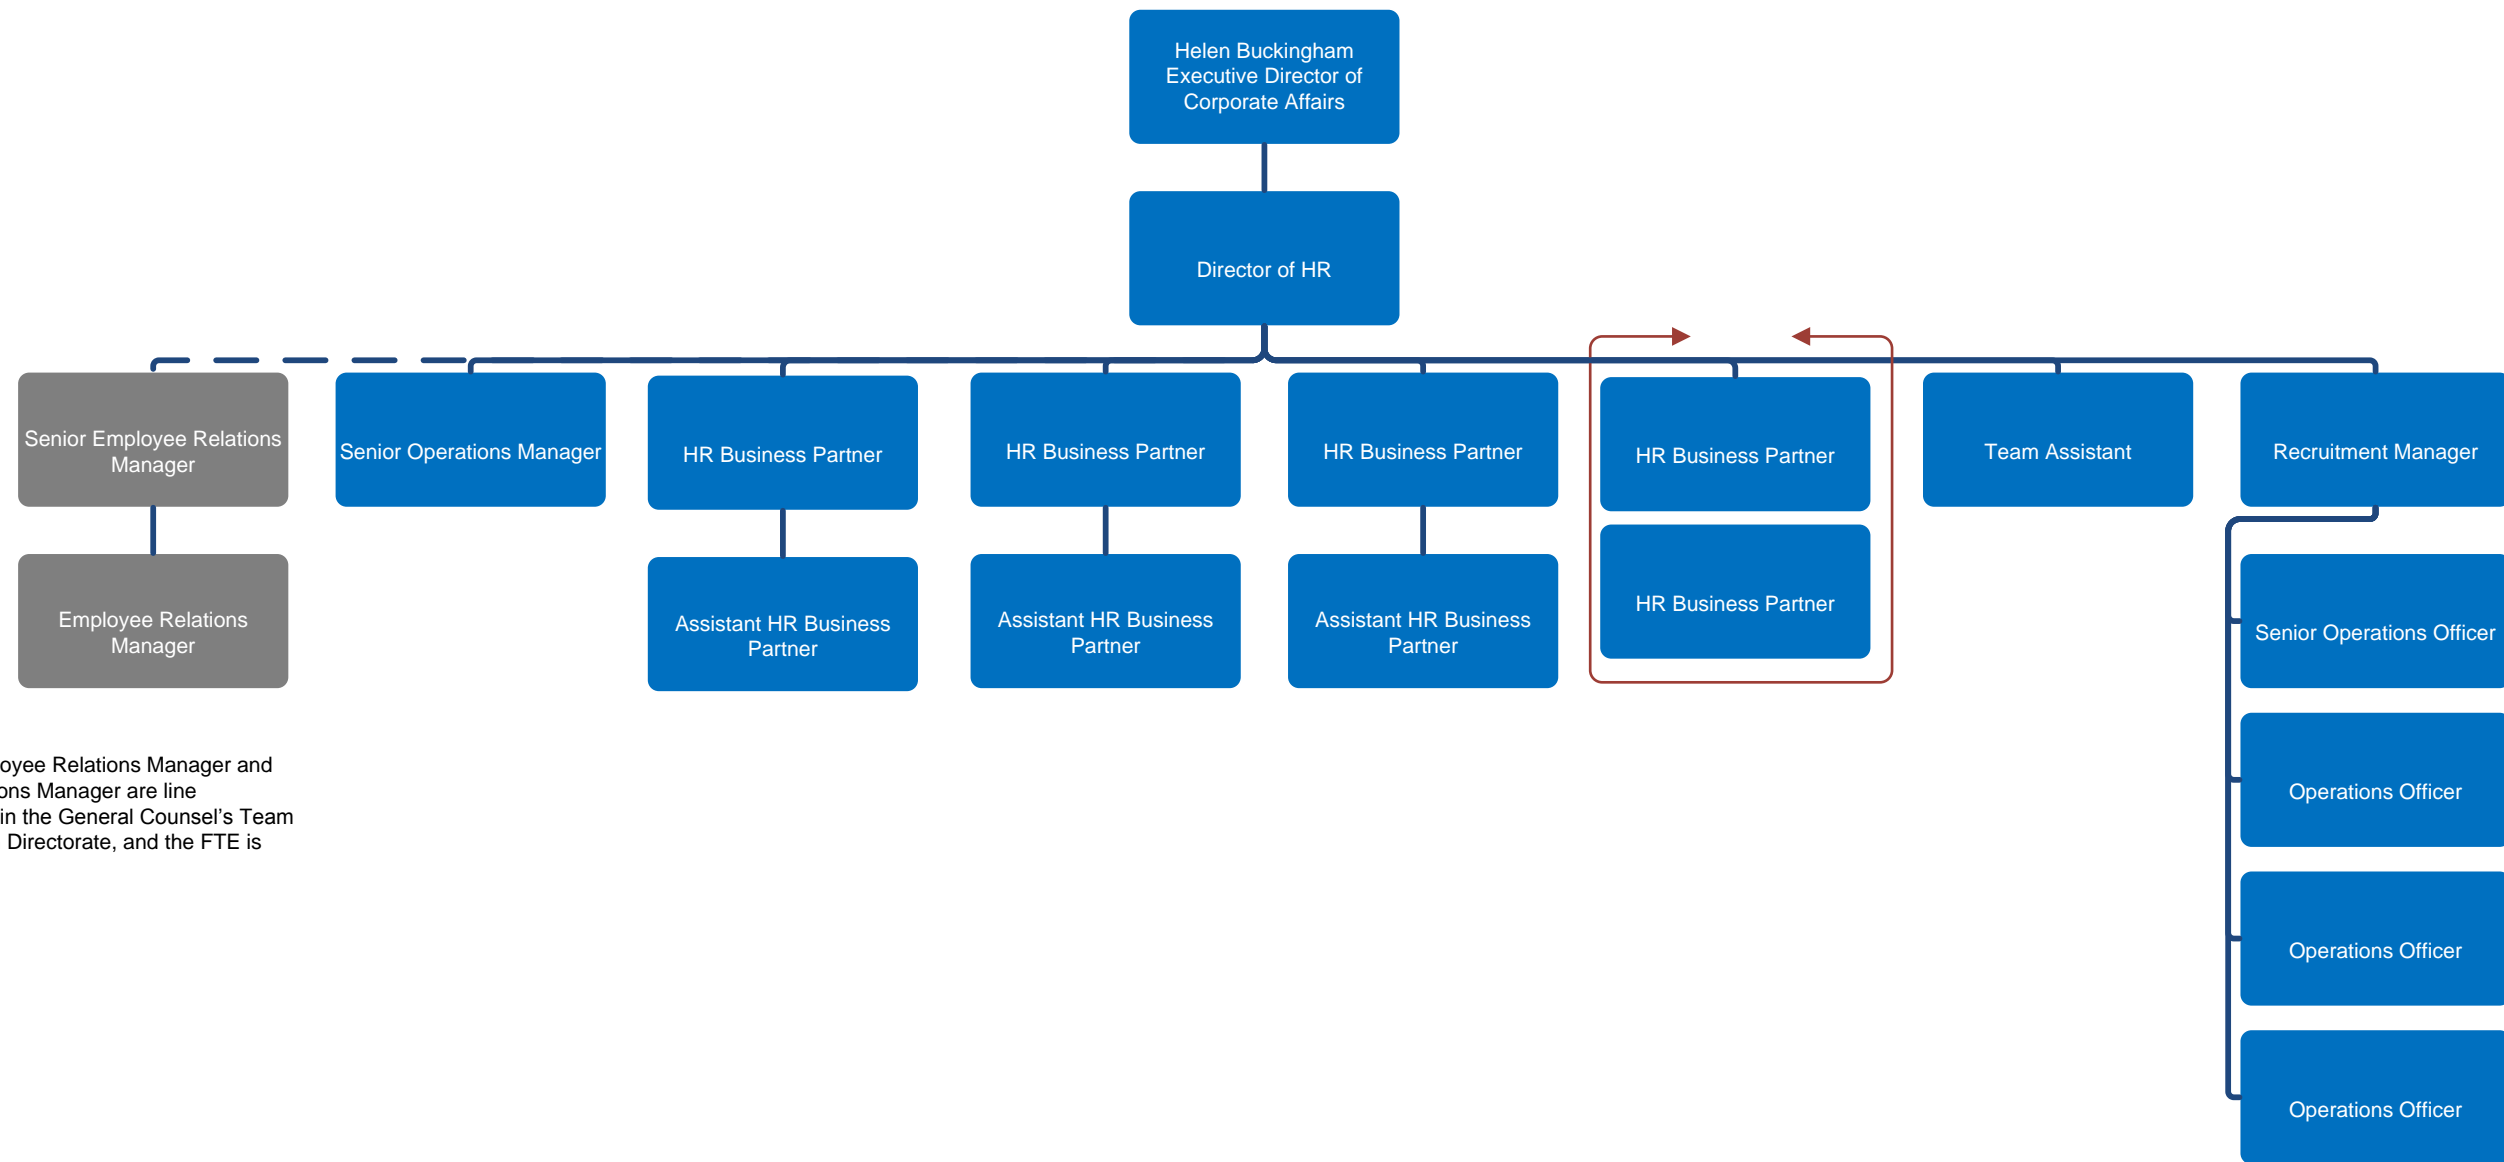 Helen Buckingham
Executive Director of
Corporate Affairs
Director of HR
Senior Employee Relations
Manager
Senior Operations Manager
HR Business Partner
HR Business Partner
HR Business Partner
HR Business Partner
Team Assistant
Recruitment Manager
HR Business Partner
Employee Relations
Manager
Assistant HR Business
Partner
Assistant HR Business
Partner
Assistant HR Business
Partner
Senior Operations Officer
Operations Officer
Operations Officer
Operations Officer
oyee Relations Manager and
ons Manager are line
in the General Counsel's Team
Directorate, and the FTE is